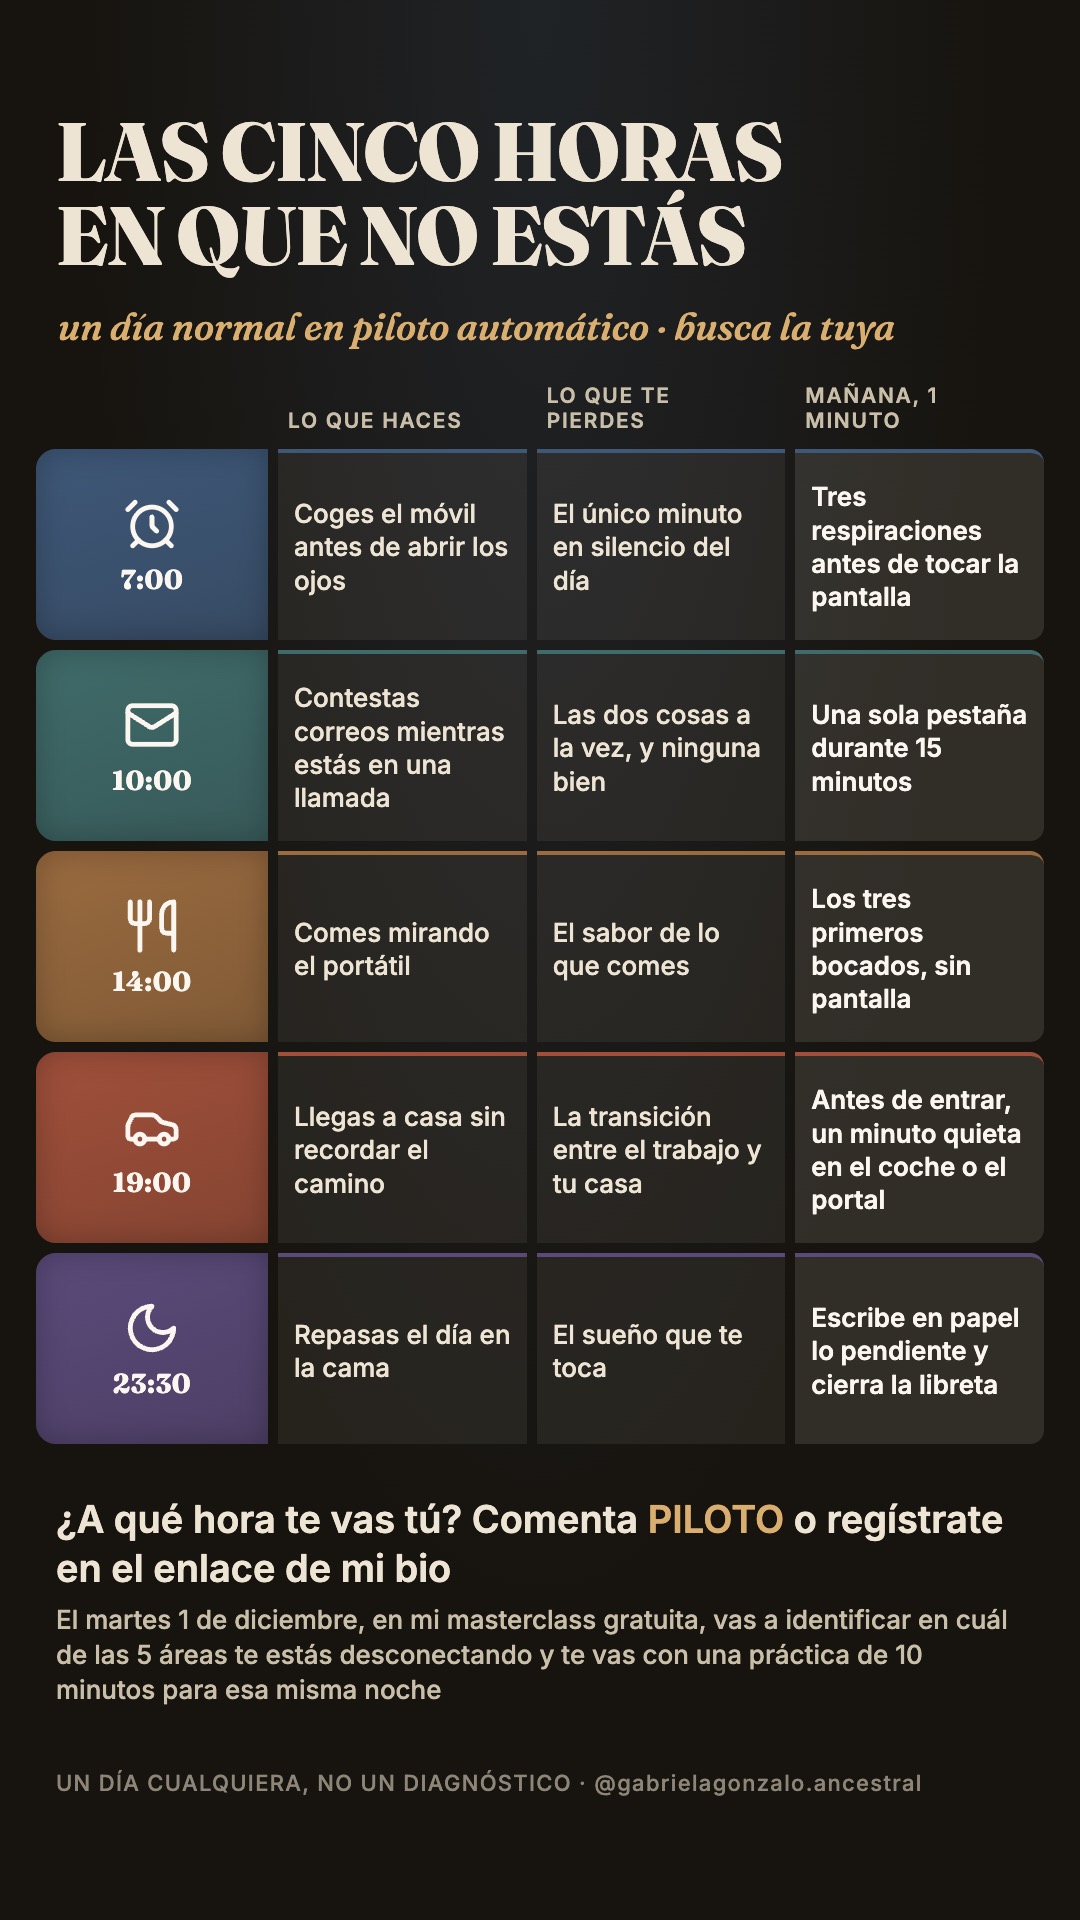 LAS CINCO HORAS
EN QUE NO ESTÁS
un día normal en piloto automático · busca la tuya
LO QUE HACES
LO QUE TE
PIERDES
MAÑANA, 1
MINUTO
7:00
Coges el móvil
antes de abrir los
ojos
El único minuto
en silencio del
día
Tres
respiraciones
antes de tocar la
pantalla
10:00
Contestas
correos mientras
estás en una
llamada
Las dos cosas a
la vez, y ninguna
bien
Una sola pestaña
durante 15
minutos
14:00
Comes mirando
el portátil
El sabor de lo
que comes
Los tres
primeros
bocados, sin
pantalla
19:00
Llegas a casa sin
recordar el
camino
La transición
entre el trabajo y
tu casa
Antes de entrar,
un minuto quieta
en el coche o el
portal
23:30
Repasas el día en
la cama
El sueño que te
toca
Escribe en papel
lo pendiente y
cierra la libreta
¿A qué hora te vas tú? Comenta PILOTO o regístrate
en el enlace de mi bio
El martes 1 de diciembre, en mi masterclass gratuita, vas a identificar en cuál
de las 5 áreas te estás desconectando y te vas con una práctica de 10
minutos para esa misma noche
UN DÍA CUALQUIERA, NO UN DIAGNÓSTICO · @gabrielagonzalo.ancestral